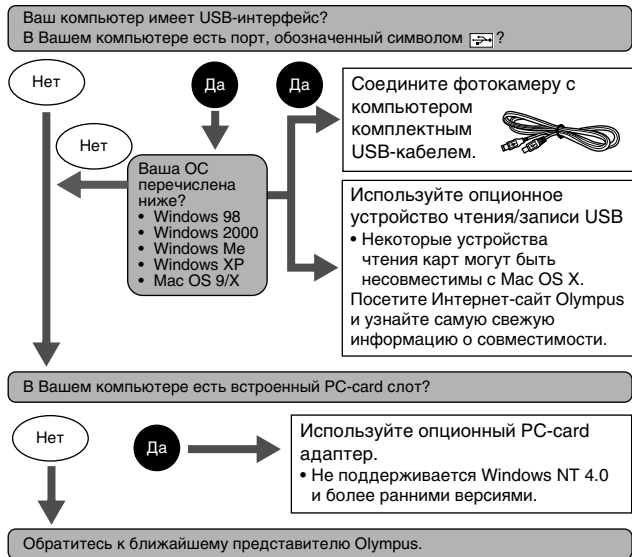 Ваш компьютер имеет USB-интерфейс?
В Вашем компьютере есть порт, обозначенный символом ?
Нет
Да
Да
Соедините фотокамеру с
компьютером
комплектным
USB-кабелем.
Нет
Ваша ОС
перечислена
ниже?
• Windows 98
• Windows 2000
• Windows Me
• Windows XP
• Mac OS 9/X
Используйте опционное
устройство чтения/записи USB
• Некоторые устройства
чтения карт могут быть
несовместимы с Mac OS X.
Посетите Интернет-сайт Olympus
и узнайте самую свежую
информацию о совместимости.
В Вашем компьютере есть встроенный PC-card слот?
Нет
Да
Используйте опционный PC-card
адаптер.
• Не поддерживается Windows NT 4.0
и более ранними версиями.
Обратитесь к ближайшему представителю Olympus.